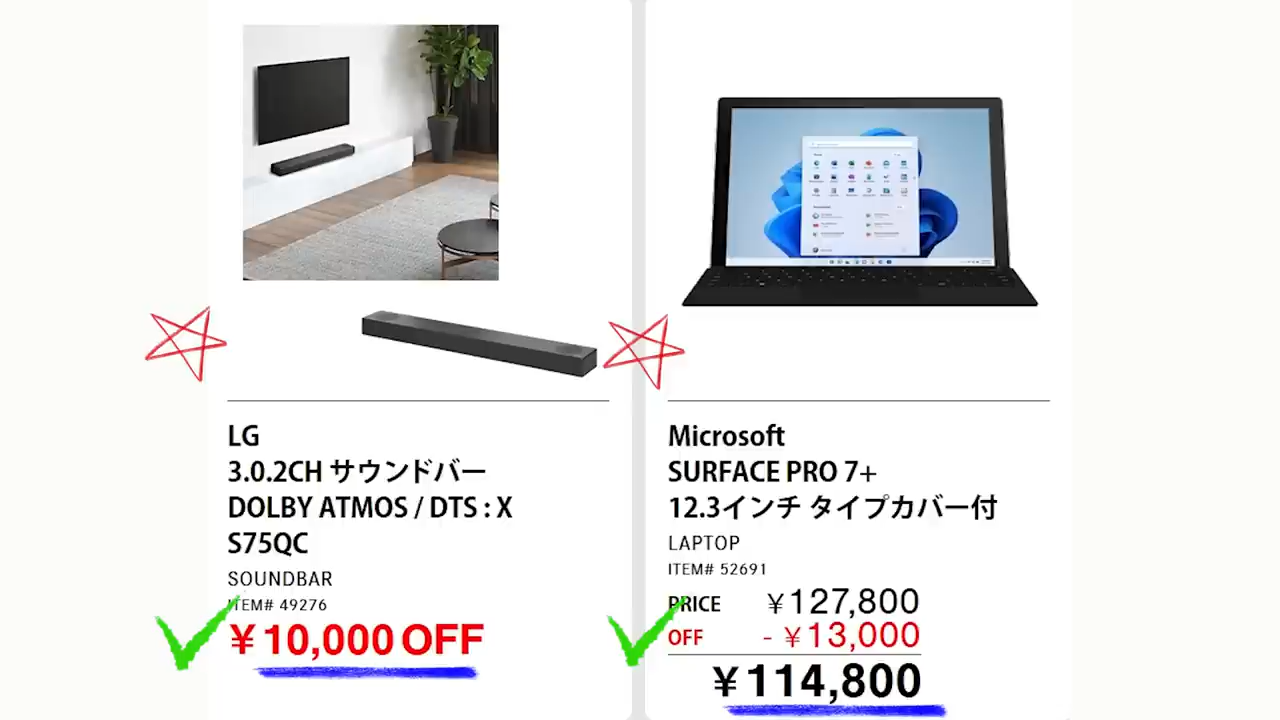 LG
3.0.2CH サウンドバー
DOLBY ATMOS / DTS : X
S75QC
SOUNDBAR
ITEM# 49276
¥10,000 OFF
Microsoft
SURFACE PRO 7+
12.3インチ タイプカバー付
LAPTOP
ITEM# 52691
PRICE ¥127,800
OFF - ¥13,000
¥114,800